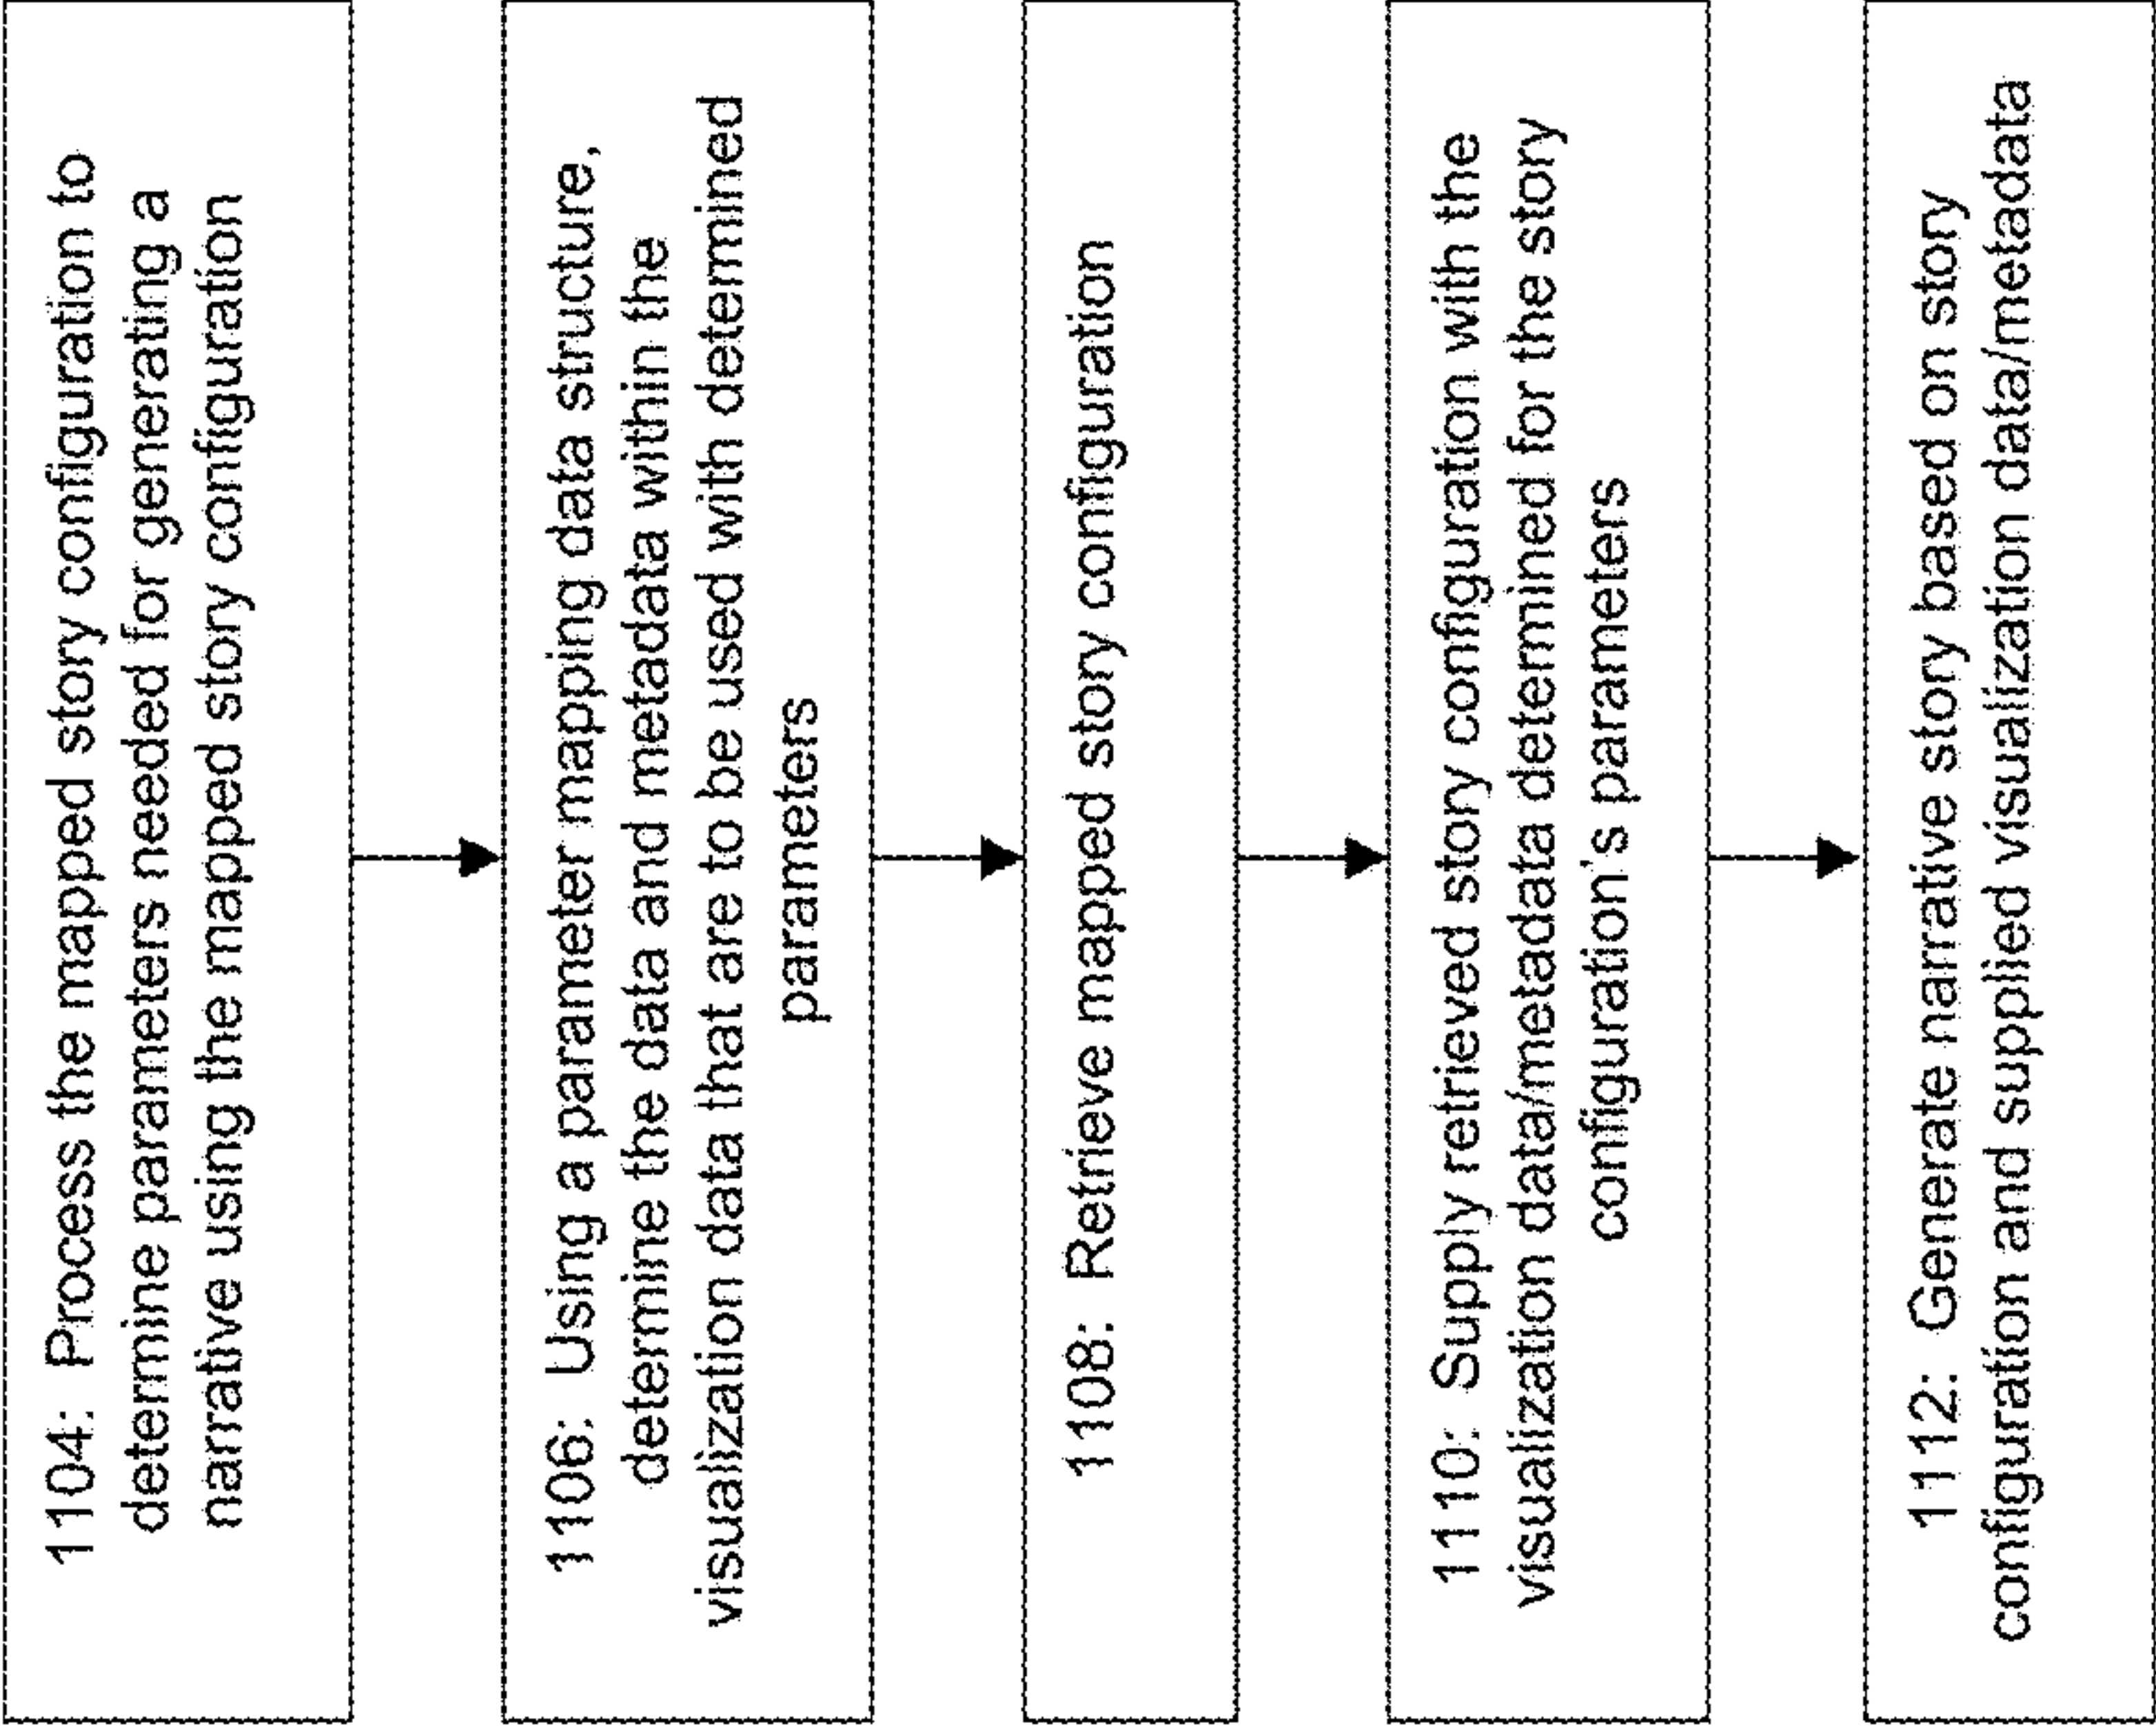 1104: Process the mapped story configuration to
determine parameters needed for generating a
narrative using the mapped story configuration
1106: Using a parameter mapping data structure,
determine the data and metadata within the
visualization data that are to be used with determined
parameters
1108: Retrieve mapped story configuration
1110: Supply retrieved story configuration with the
visualization data/metadata determined for the story
configuration's parameters
1112: Generate narrative story based on story
configuration and supplied visualization data/metadata